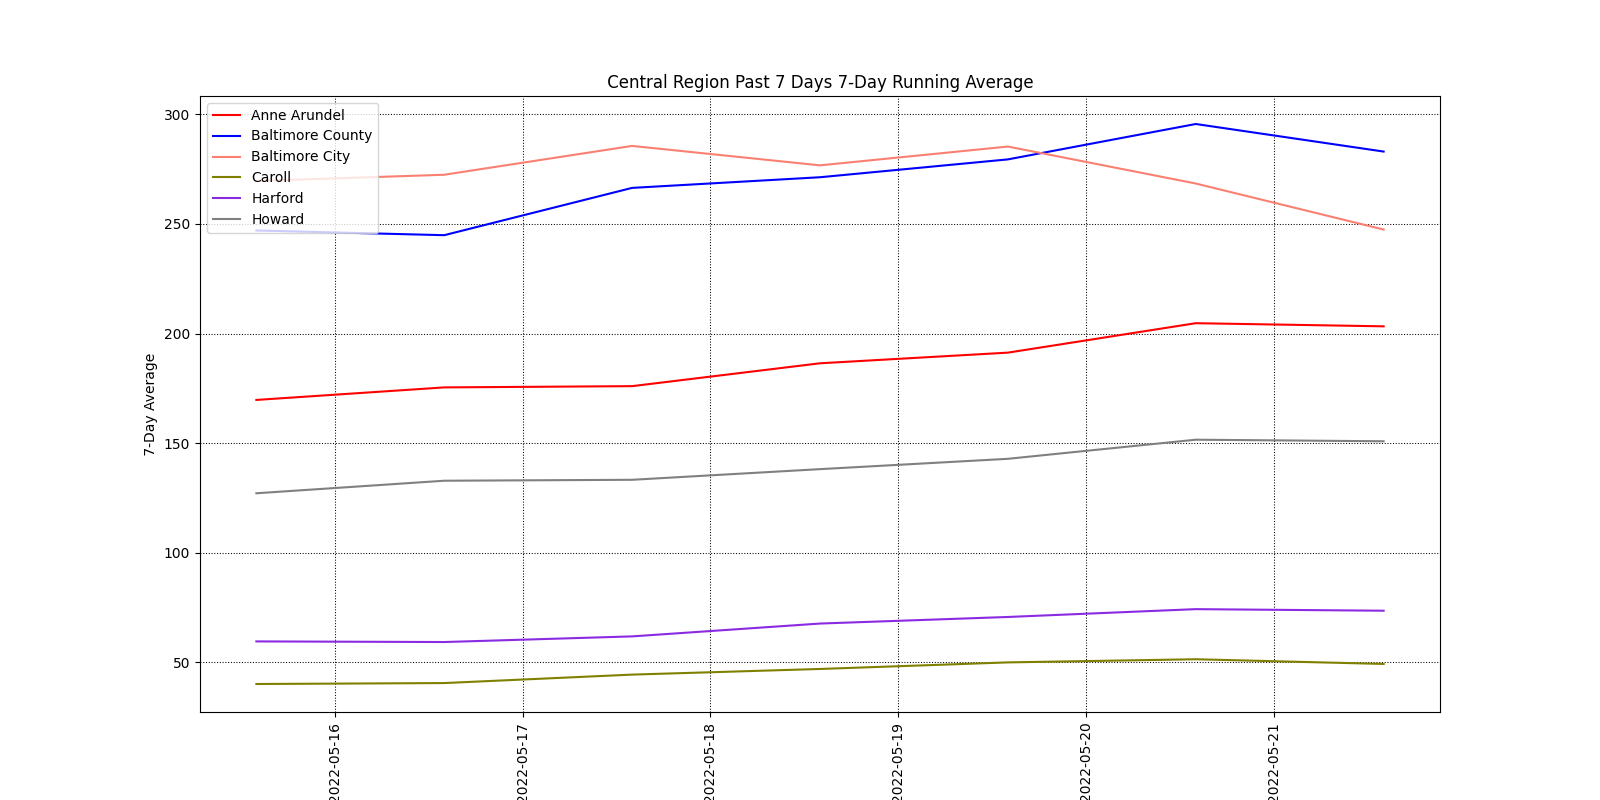 Central Region Past 7 Days 7-Day Running Average
Anne Arundel
Baltimore County
Baltimore City
Caroll
Harford
Howard
7-Day Average
300
250
200
150
100
50
2022-05-16
2022-05-17
2022-05-18
2022-05-19
2022-05-20
2022-05-21